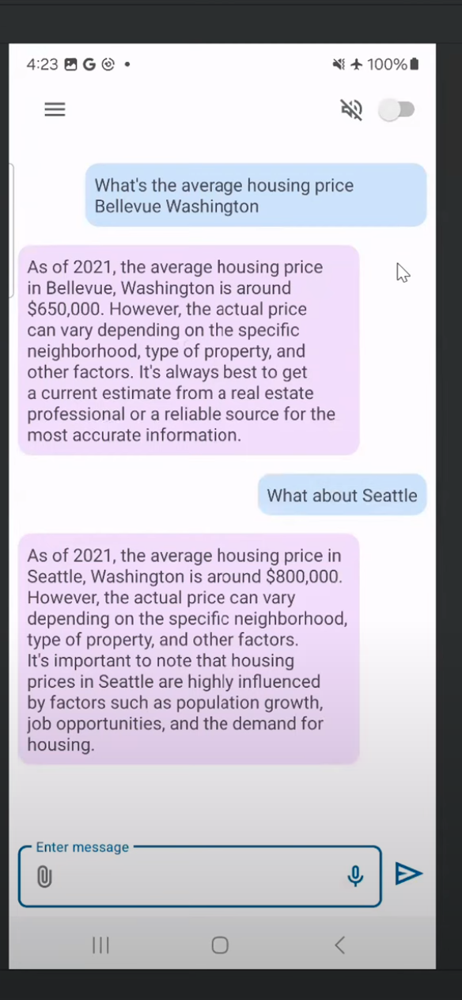 4:23 G 100%
What's the average housing price
Bellevue Washington
As of 2021, the average housing price
in Bellevue, Washington is around
$650,000. However, the actual price
can vary depending on the specific
neighborhood, type of property, and
other factors. It's always best to get
a current estimate from a real estate
professional or a reliable source for the
most accurate information.
What about Seattle
As of 2021, the average housing price in
Seattle, Washington is around $800,000.
However, the actual price can vary
depending on the specific neighborhood,
type of property, and other factors.
It's important to note that housing
prices in Seattle are highly influenced
by factors such as population growth,
job opportunities, and the demand for
housing.
Enter message